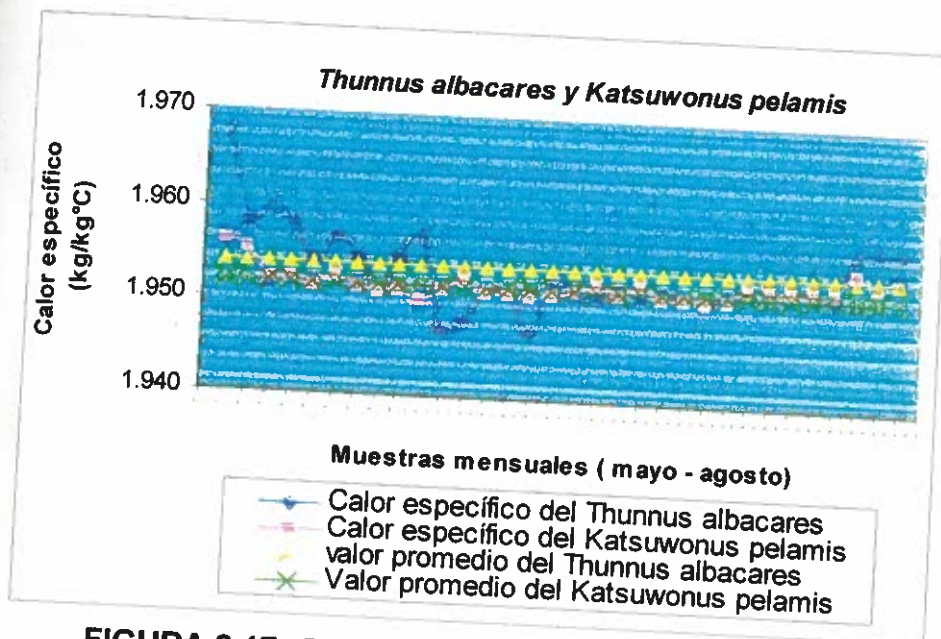 Thunnus albacares y Katsuwonus pelamis
1.970
1.960
1.950
1.940
Calor específico
(kg/kg°C)
Muestras mensuales ( mayo - agosto)
Calor específico del Thunnus albacares
Calor específico del Katsuwonus pelamis
valor promedio del Thunnus albacares
Valor promedio del Katsuwonus pelamis